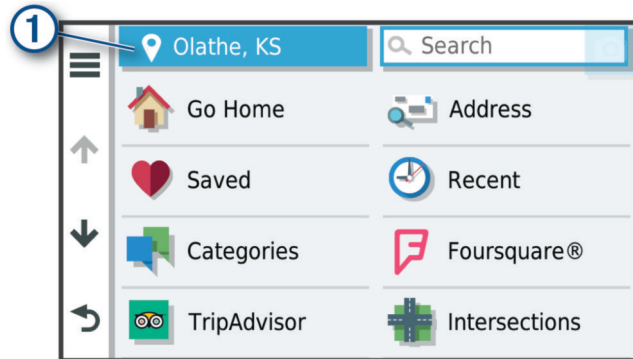 1
Olathe, KS
Search
Go Home
Address
Saved
Recent
Categories
Foursquare®
TripAdvisor
Intersections